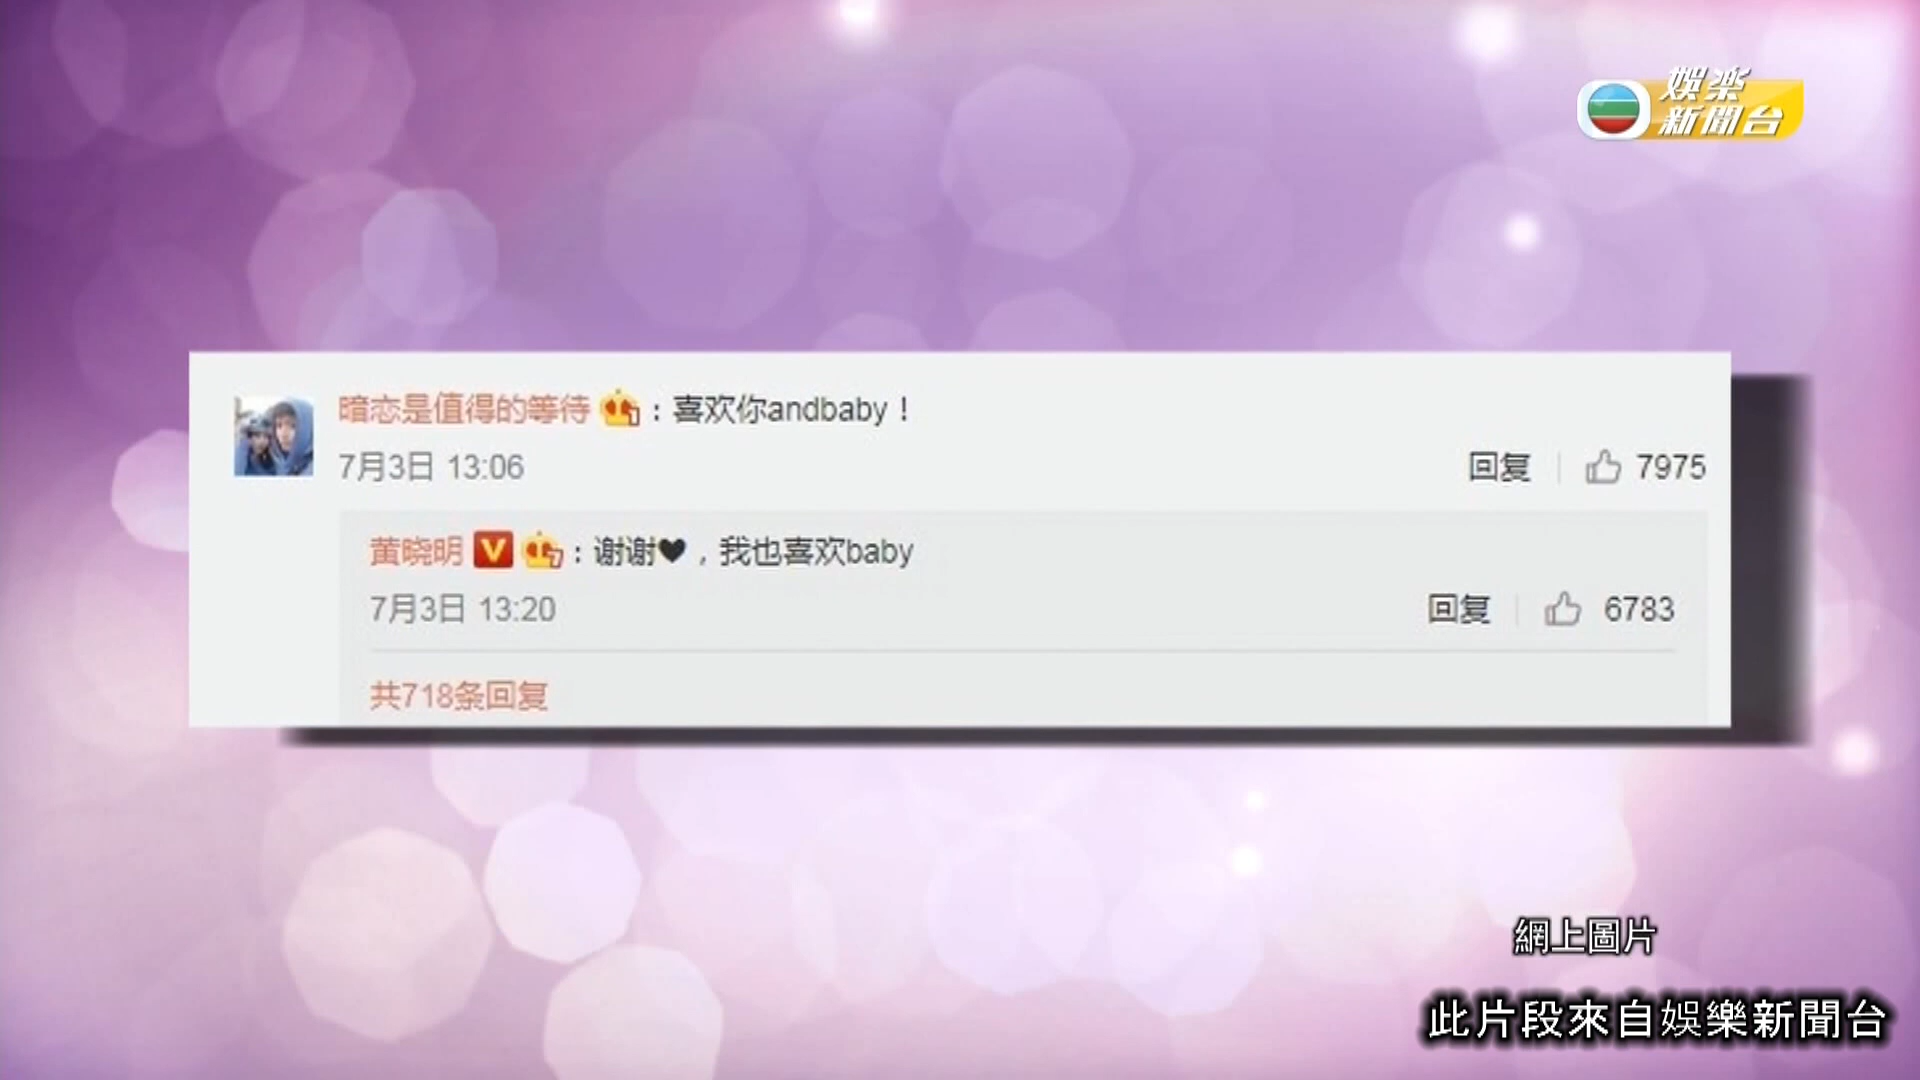 娛樂
新聞台
暗恋是值得的等待：喜欢你andbaby！
7月3日 13:06
回复 7975
黄晓明 V：谢谢❤，我也喜欢baby
7月3日 13:20
回复 6783
共718条回复
網上圖片
此片段來自娛樂新聞台